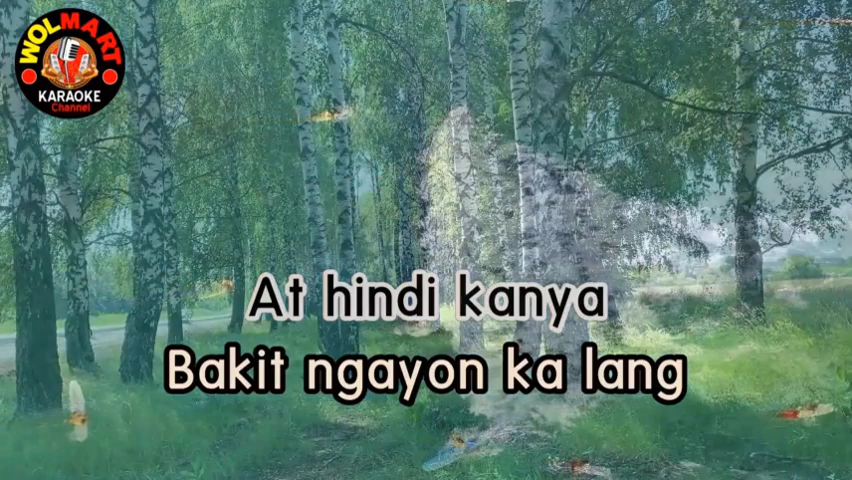 WOLMART
KARAOKE
Channel
At hindi kanya
Bakit ngayon ka lang